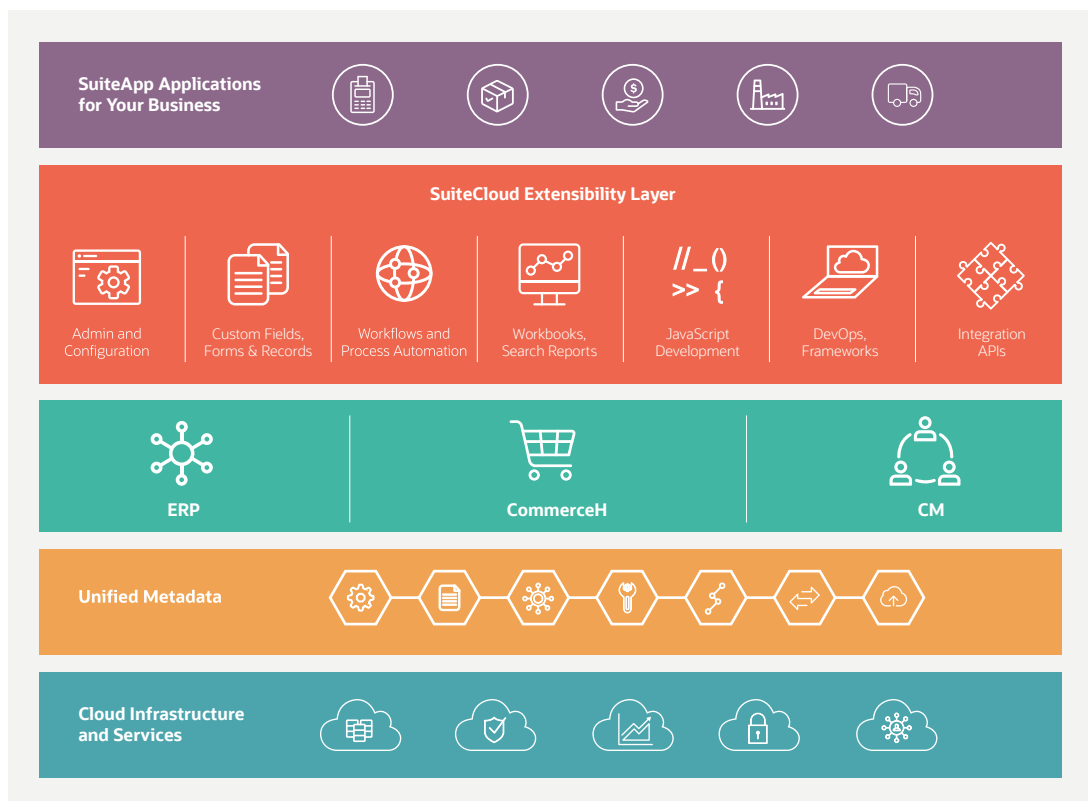 SuiteApp Applications
for Your Business
SuiteCloud Extensibility Layer
//_()
>> {
Admin and
Configuration
Custom Fields,
Forms & Records
Workflows and
Process Automation
Workbooks,
Search Reports
JavaScript
Development
DevOps,
Frameworks
Integration
APIs
ERP
CommerceH
CM
Unified Metadata
Cloud Infrastructure
and Services